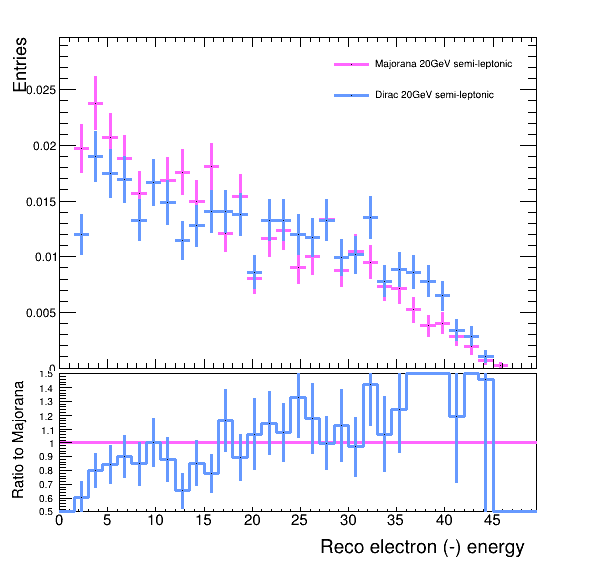 Entries
Majorana 20GeV semi-leptonic
Dirac 20GeV semi-leptonic
0.025
0.02
0.015
0.01
0.005
0
Ratio to Majorana
1.5
1.4
1.3
1.2
1.1
1
0.9
0.8
0.7
0.6
0.5
0 5 10 15 20 25 30 35 40 45
Reco electron (-) energy